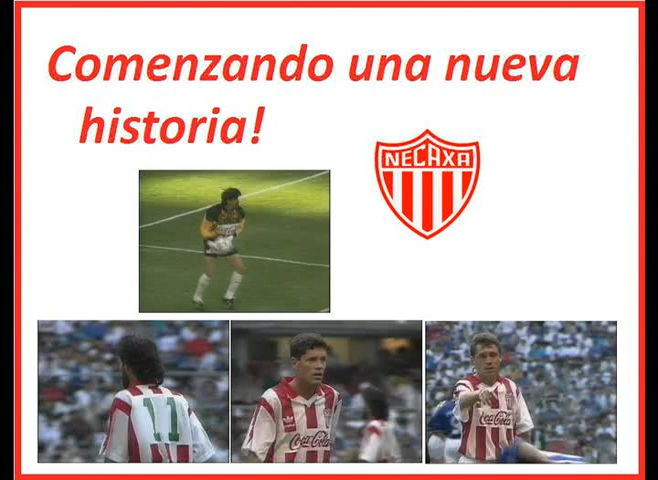 Comenzando una nueva
historia!
NECAXA
11
Coca-Cola
Coca-Cola